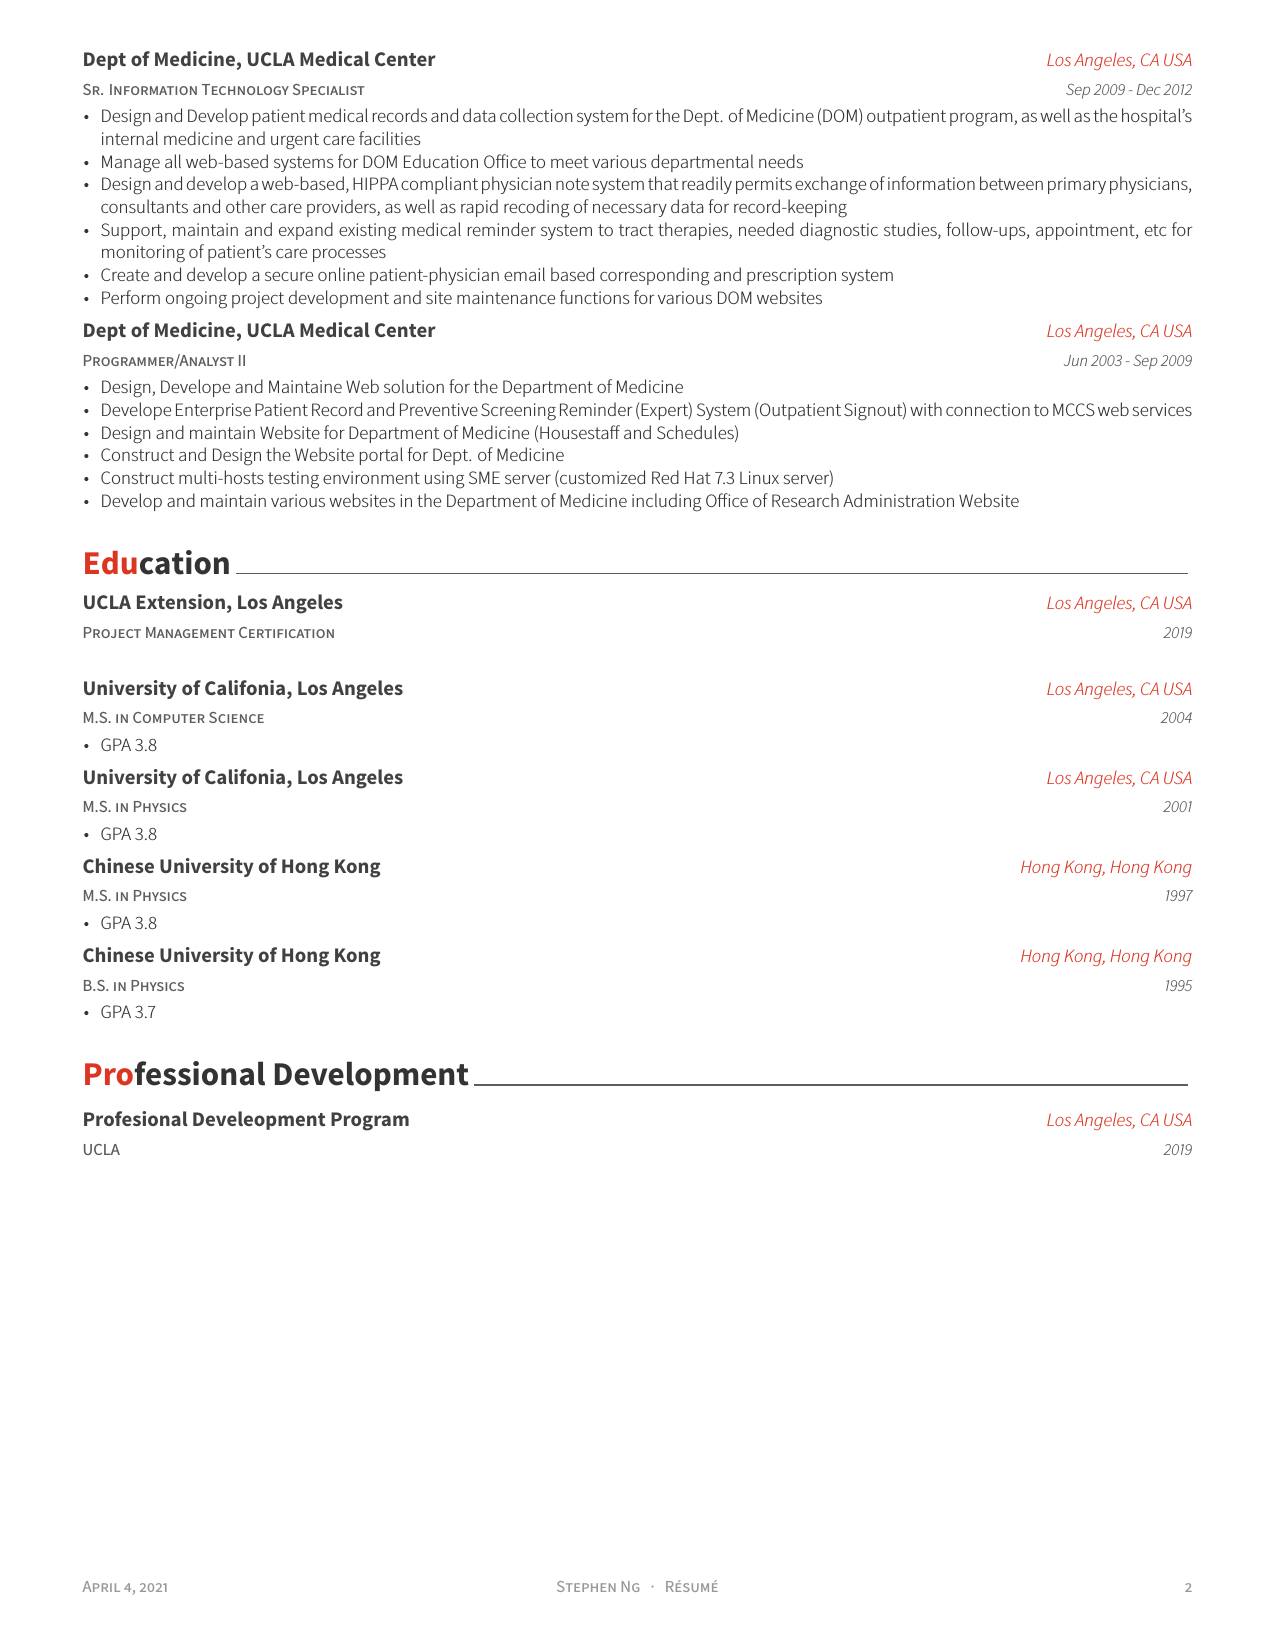 Dept of Medicine, UCLA Medical Center Los Angeles, CA USA
Sr. Information Technology Specialist Sep 2009 - Dec 2012
• Design and Develop patient medical records and data collection system for the Dept. of Medicine (DOM) outpatient program, as well as the hospital's
internal medicine and urgent care facilities
• Manage all web-based systems for DOM Education Office to meet various departmental needs
• Design and develop a web-based, HIPPA compliant physician note system that readily permits exchange of information between primary physicians,
consultants and other care providers, as well as rapid recoding of necessary data for record-keeping
• Support, maintain and expand existing medical reminder system to tract therapies, needed diagnostic studies, follow-ups, appointment, etc for
monitoring of patient's care processes
• Create and develop a secure online patient-physician email based corresponding and prescription system
• Perform ongoing project development and site maintenance functions for various DOM websites
Dept of Medicine, UCLA Medical Center Los Angeles, CA USA
Programmer/Analyst II Jun 2003 - Sep 2009
• Design, Develope and Maintaine Web solution for the Department of Medicine
• Develope Enterprise Patient Record and Preventive Screening Reminder (Expert) System (Outpatient Signout) with connection to MCCS web services
• Design and maintain Website for Department of Medicine (Housestaff and Schedules)
• Construct and Design the Website portal for Dept. of Medicine
• Construct multi-hosts testing environment using SME server (customized Red Hat 7.3 Linux server)
• Develop and maintain various websites in the Department of Medicine including Office of Research Administration Website
Education
UCLA Extension, Los Angeles Los Angeles, CA USA
Project Management Certification 2019
University of Califonia, Los Angeles Los Angeles, CA USA
M.S. in Computer Science 2004
• GPA 3.8
University of Califonia, Los Angeles Los Angeles, CA USA
M.S. in Physics 2001
• GPA 3.8
Chinese University of Hong Kong Hong Kong, Hong Kong
M.S. in Physics 1997
• GPA 3.8
Chinese University of Hong Kong Hong Kong, Hong Kong
B.S. in Physics 1995
• GPA 3.7
Professional Development
Profesional Develeopment Program Los Angeles, CA USA
UCLA 2019
April 4, 2021 Stephen Ng · Résumé 2